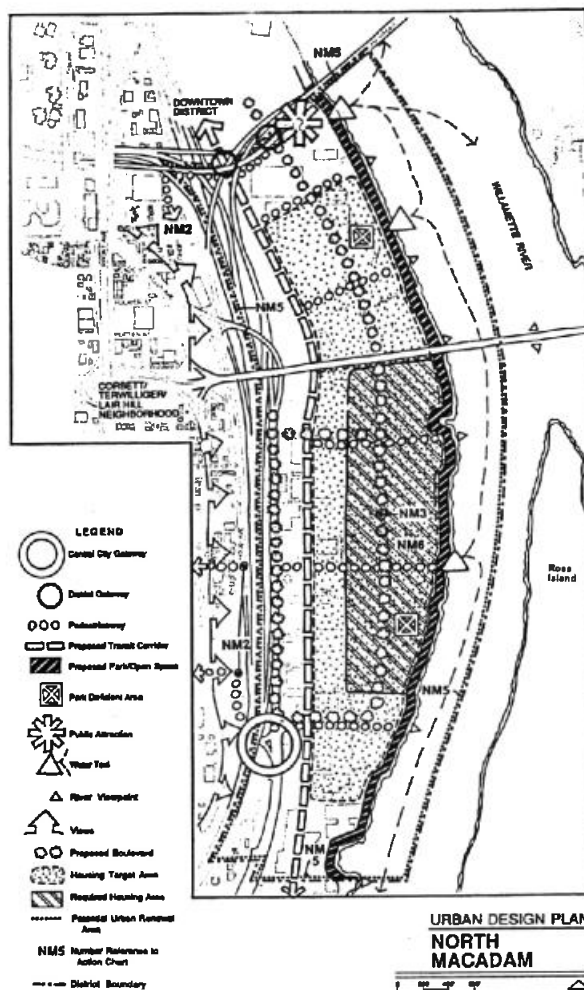 NM5
DOWNTOWN
DISTRICT
NM2
WILLAMETTE RIVER
NM5
CORBETT/
TERWILLIGER/
LAIR HILL
NEIGHBORHOOD
NM3
NM6
Ross
Island
NM2
NM5
NM
5
LEGEND
Central City Gateway
District Gateway
Pedestrianway
Proposed Transit Corridor
Proposed Park/Open Space
Park Deficient Area
Public Attraction
Water Taxi
River Viewpoint
Views
Proposed Boulevard
Housing Target Area
Required Housing Area
Potential Urban Renewal
Area
NM5 Number Reference to
Action Chart
District Boundary
URBAN DESIGN PLAN
NORTH
MACADAM